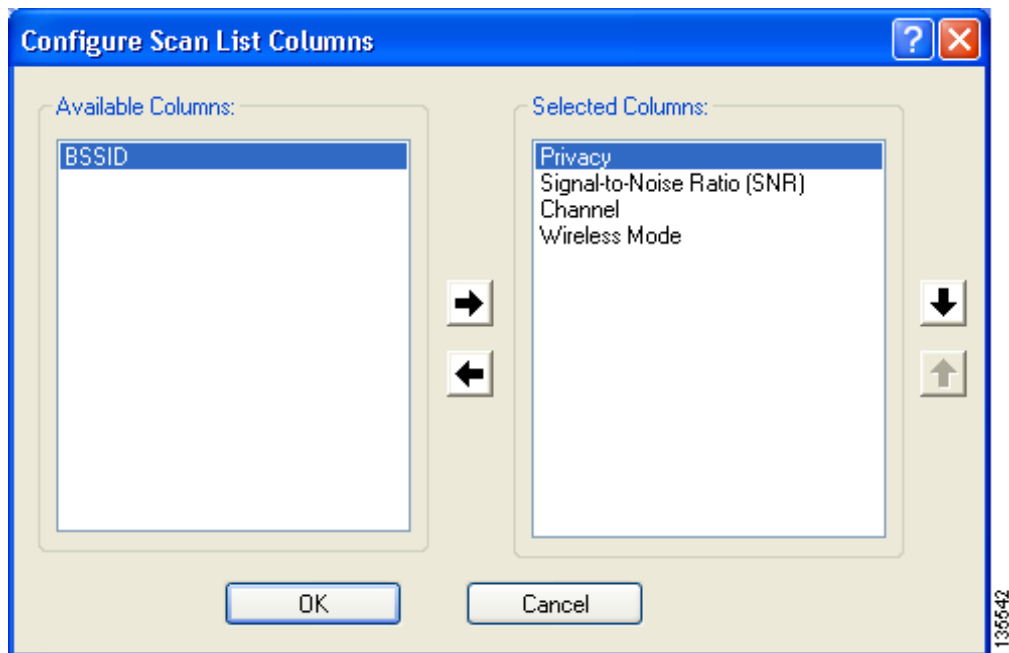 Configure Scan List Columns
Available Columns:
BSSID
Selected Columns:
Privacy
Signal-to-Noise Ratio (SNR)
Channel
Wireless Mode
OK
Cancel
135542